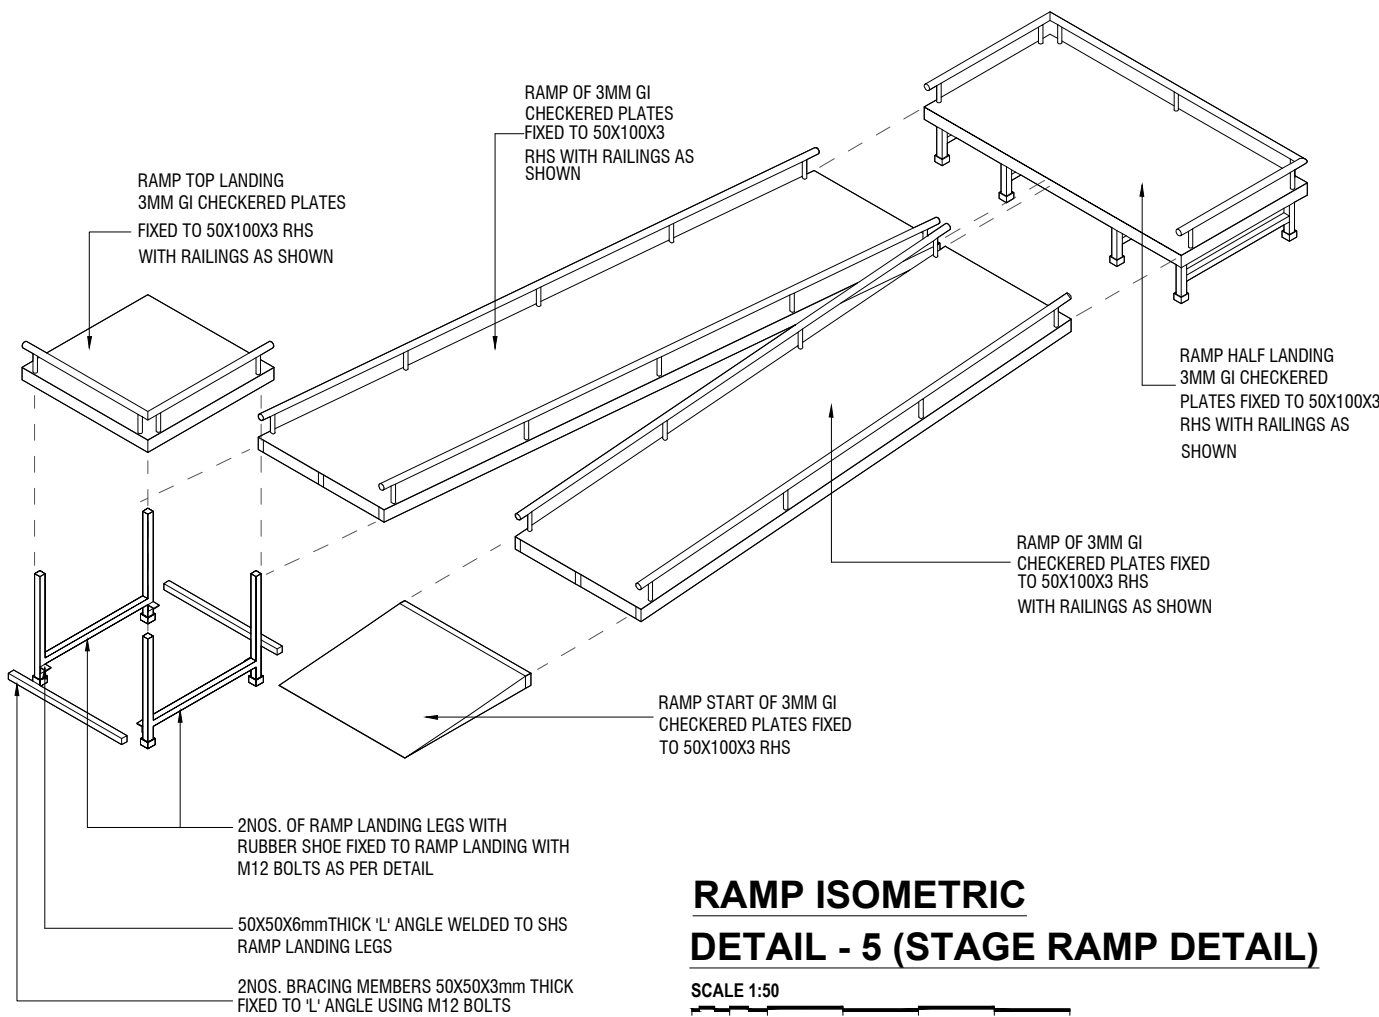 RAMP OF 3MM GI
CHECKERED PLATES
FIXED TO 50X100X3
RHS WITH RAILINGS AS
SHOWN
RAMP TOP LANDING
3MM GI CHECKERED PLATES
FIXED TO 50X100X3 RHS
WITH RAILINGS AS SHOWN
RAMP HALF LANDING
3MM GI CHECKERED
PLATES FIXED TO 50X100X3
RHS WITH RAILINGS AS
SHOWN
RAMP OF 3MM GI
CHECKERED PLATES FIXED
TO 50X100X3 RHS
WITH RAILINGS AS SHOWN
RAMP START OF 3MM GI
CHECKERED PLATES FIXED
TO 50X100X3 RHS
2NOS. OF RAMP LANDING LEGS WITH
RUBBER SHOE FIXED TO RAMP LANDING WITH
M12 BOLTS AS PER DETAIL
50X50X6mmTHICK 'L' ANGLE WELDED TO SHS
RAMP LANDING LEGS
2NOS. BRACING MEMBERS 50X50X3mm THICK
FIXED TO 'L' ANGLE USING M12 BOLTS
RAMP ISOMETRIC
DETAIL - 5 (STAGE RAMP DETAIL)
SCALE 1:50